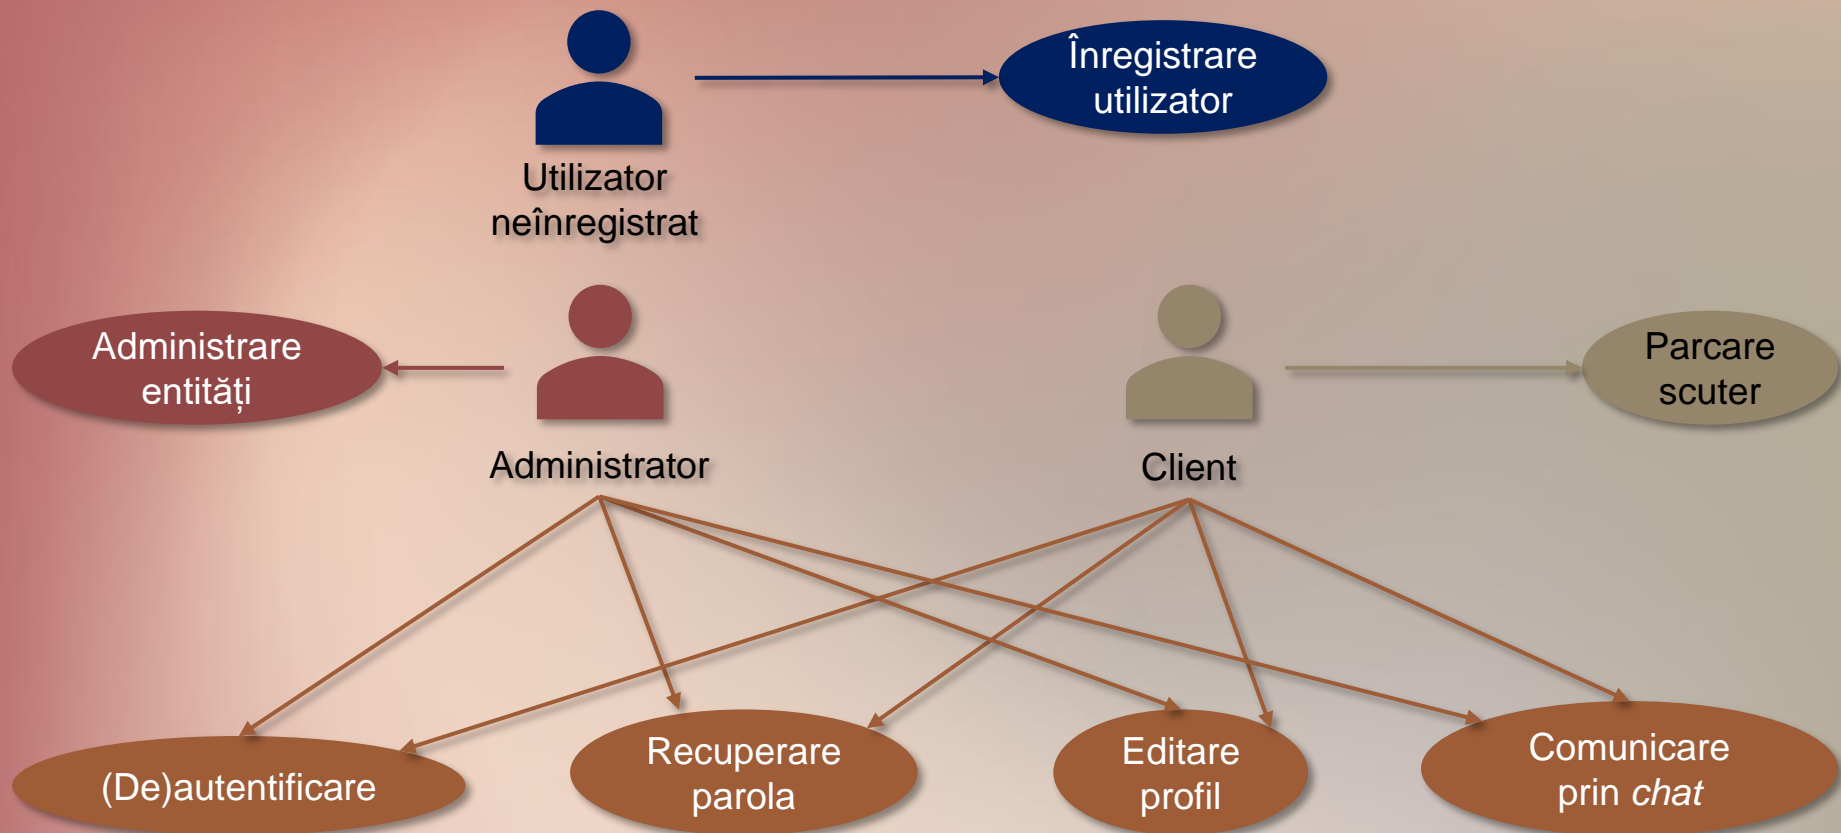 Înregistrare
utilizator
Utilizator
neînregistrat
Administrare
entități
Parcare
scuter
Administrator
Client
(De)autentificare
Recuperare
parola
Editare
profil
Comunicare
prin chat